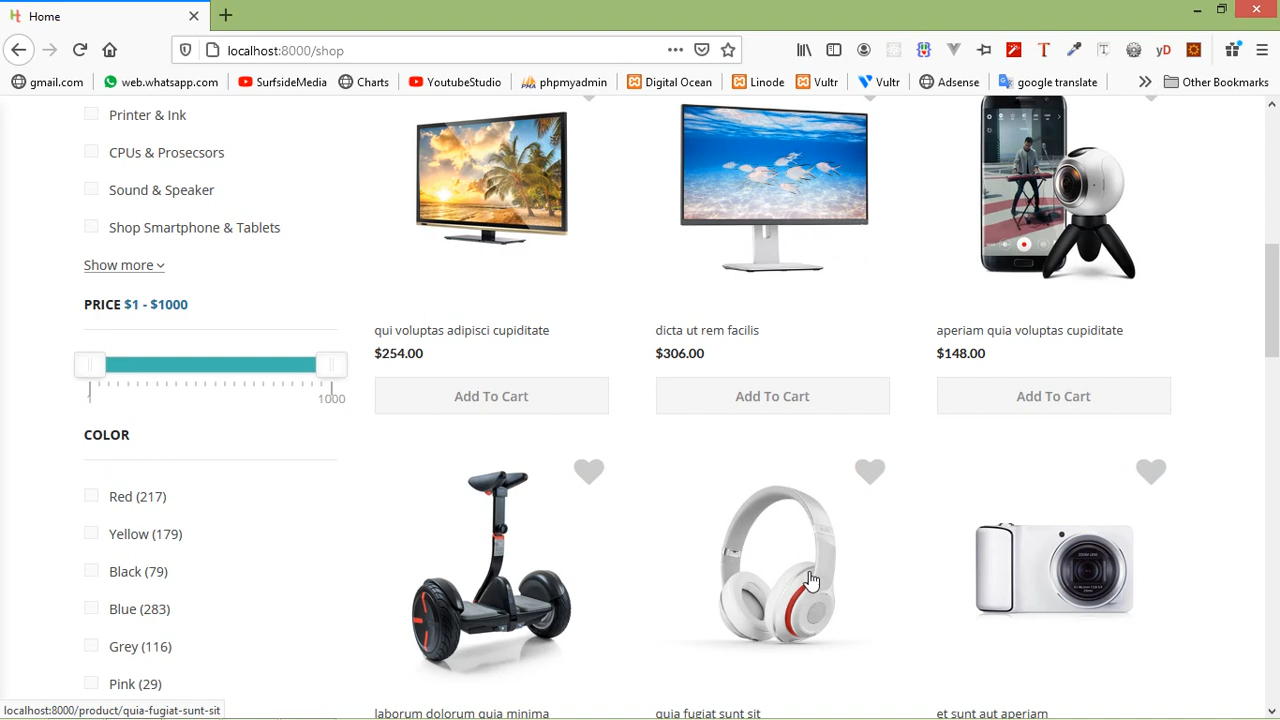 Home
localhost:8000/shop
gmail.com web.whatsapp.com SurfsideMedia Charts YoutubeStudio phpmyadmin Digital Ocean Linode Vultr Vultr Adsense google translate Other Bookmarks
Printer & Ink
CPUs & Prosecsors
Sound & Speaker
Shop Smartphone & Tablets
Show more
PRICE $1 - $1000
1000
COLOR
Red (217)
Yellow (179)
Black (79)
Blue (283)
Grey (116)
Pink (29)
qui voluptas adipisci cupiditate
$254.00
Add To Cart
dicta ut rem facilis
$306.00
Add To Cart
aperiam quia voluptas cupiditate
$148.00
Add To Cart
laborum dolorum quia minima
quia fugiat sunt sit
et sunt aut aperiam
localhost:8000/product/quia-fugiat-sunt-sit